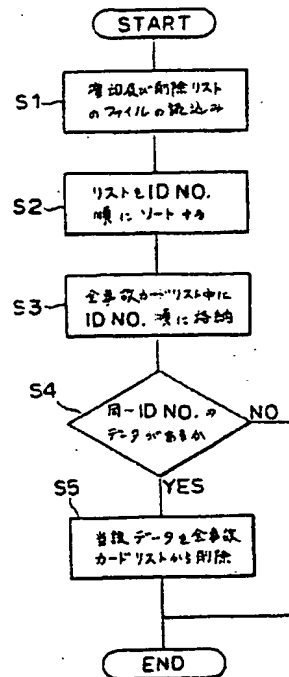 START
S1
増加及び削除リスト
のファイルの読込み
S2
リストを ID NO.
順にソートする
S3
全事故カードリスト中に
ID NO. 順に格納
S4
同一 ID NO. の
データがあるか
NO
YES
S5
当該データを全事故
カードリストから削除
END